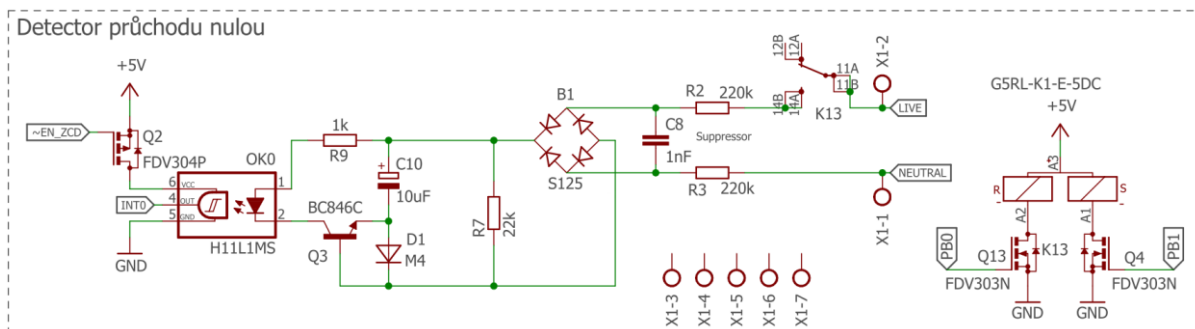 Detector průchodu nulou
+5V
~EN_ZCD
Q2
FDV304P
OK0
6 VCC
4 OUT
5 GND
1
2
INT0
GND
H11L1MS
1k
R9
BC846C
Q3
C10
+
10uF
D1
M4
R7
22k
B1
S125
C8
1nF
R2
220k
Suppressor
R3
220k
12B
12A
11A
11B
14B
14A
K13
X1-2
LIVE
NEUTRAL
X1-1
X1-3
X1-4
X1-5
X1-6
X1-7
G5RL-K1-E-5DC
+5V
A3
R
-
S
-
A2
A1
PB0
Q13
K13
FDV303N
GND
Q4
PB1
FDV303N
GND